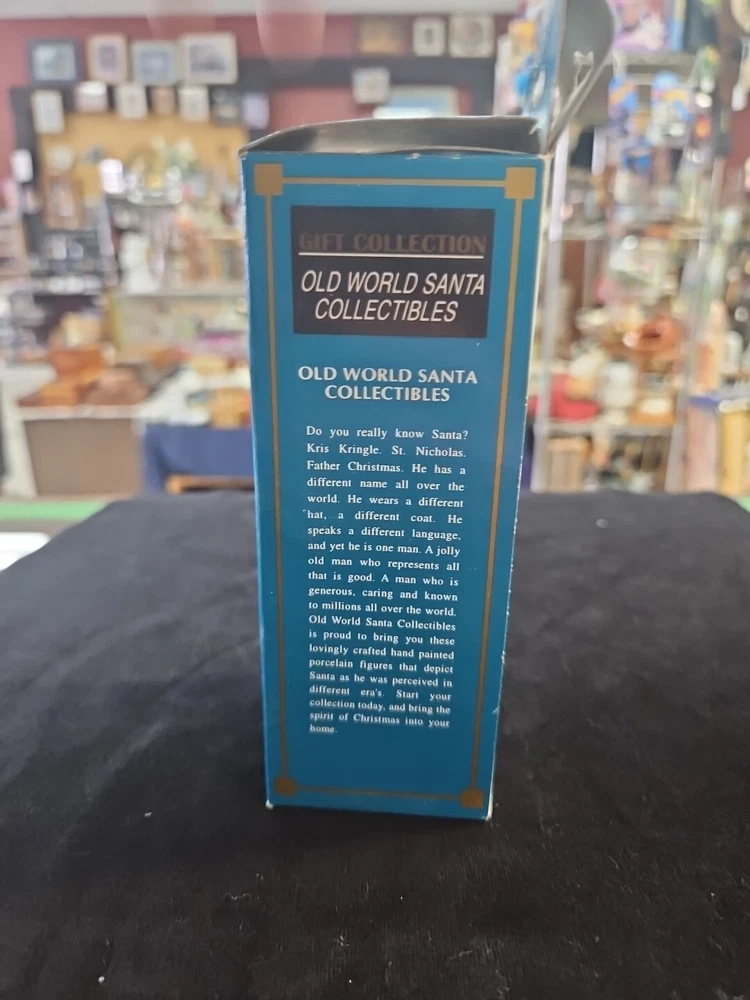 GIFT COLLECTION
OLD WORLD SANTA
COLLECTIBLES
OLD WORLD SANTA
COLLECTIBLES
Do you really know Santa?
Kris Kringle. St. Nicholas.
Father Christmas. He has a
different name all over the
world. He wears a different
hat, a different coat. He
speaks a different language,
and yet he is one man. A jolly
old man who represents all
that is good. A man who is
generous, caring and known
to millions all over the world.
Old World Santa Collectibles
is proud to bring you these
lovingly crafted hand painted
porcelain figures that depict
Santa as he was perceived in
different era's. Start your
collection today, and bring the
spirit of Christmas into your
home.